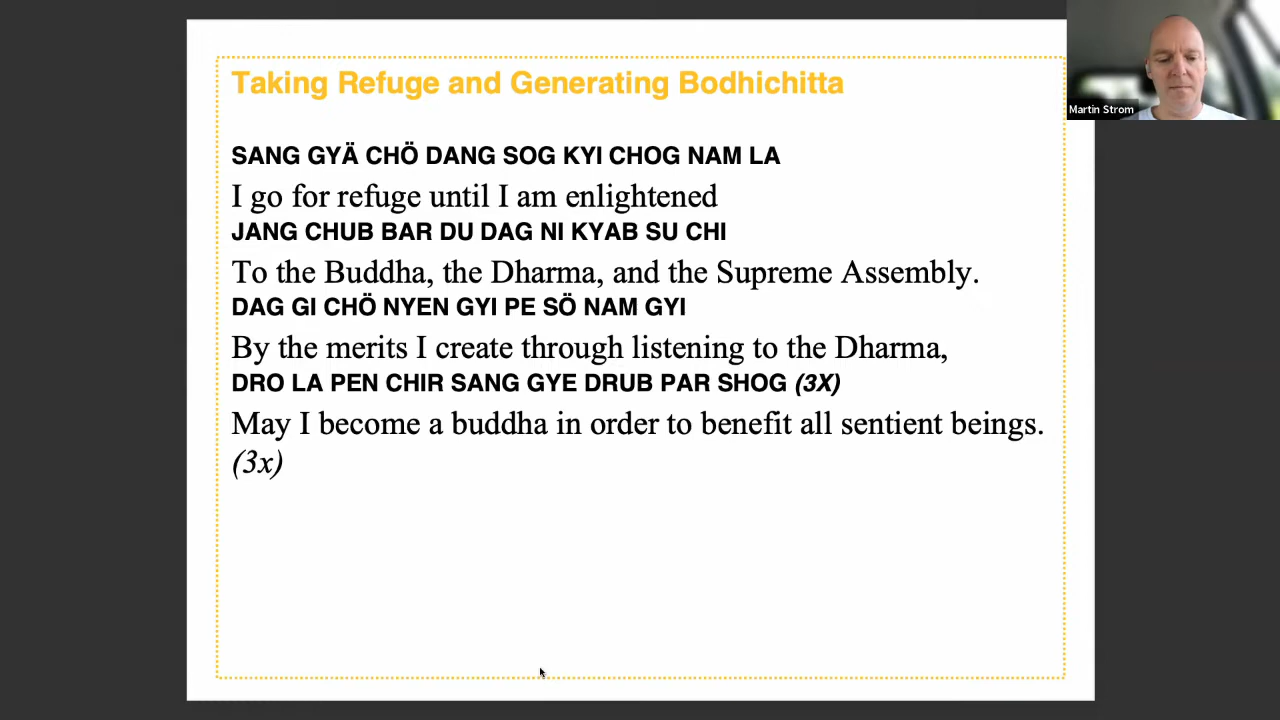 Taking Refuge and Generating Bodhichitta
SANG GYÄ CHÖ DANG SOG KYI CHOG NAM LA
I go for refuge until I am enlightened
JANG CHUB BAR DU DAG NI KYAB SU CHI
To the Buddha, the Dharma, and the Supreme Assembly.
DAG GI CHÖ NYEN GYI PE SÖ NAM GYI
By the merits I create through listening to the Dharma,
DRO LA PEN CHIR SANG GYE DRUB PAR SHOG (3X)
May I become a buddha in order to benefit all sentient beings.
(3x)
Martin Strom